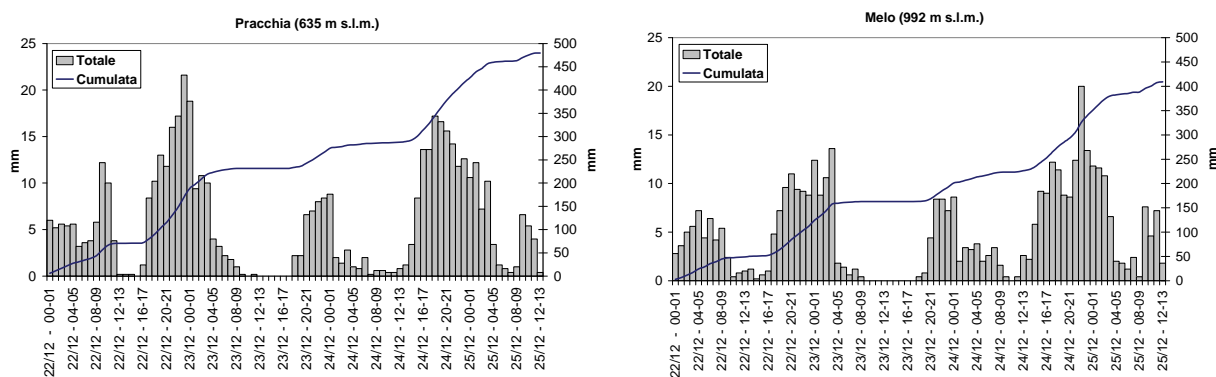 Pracchia (635 m s.l.m.)
25
20
15
10
5
0
mm
Totale
Cumulata
500
450
400
350
300
250
200
150
100
50
0
mm
22/12 - 00-01
22/12 - 04-05
22/12 - 08-09
22/12 - 12-13
22/12 - 16-17
22/12 - 20-21
23/12 - 00-01
23/12 - 04-05
23/12 - 08-09
23/12 - 12-13
23/12 - 16-17
23/12 - 20-21
24/12 - 00-01
24/12 - 04-05
24/12 - 08-09
24/12 - 12-13
24/12 - 16-17
24/12 - 20-21
25/12 - 00-01
25/12 - 04-05
25/12 - 08-09
25/12 - 12-13
Melo (992 m s.l.m.)
25
20
15
10
5
0
mm
Totale
Cumulata
500
450
400
350
300
250
200
150
100
50
0
mm
22/12 - 00-01
22/12 - 04-05
22/12 - 08-09
22/12 - 12-13
22/12 - 16-17
22/12 - 20-21
23/12 - 00-01
23/12 - 04-05
23/12 - 08-09
23/12 - 12-13
23/12 - 16-17
23/12 - 20-21
24/12 - 00-01
24/12 - 04-05
24/12 - 08-09
24/12 - 12-13
24/12 - 16-17
24/12 - 20-21
25/12 - 00-01
25/12 - 04-05
25/12 - 08-09
25/12 - 12-13